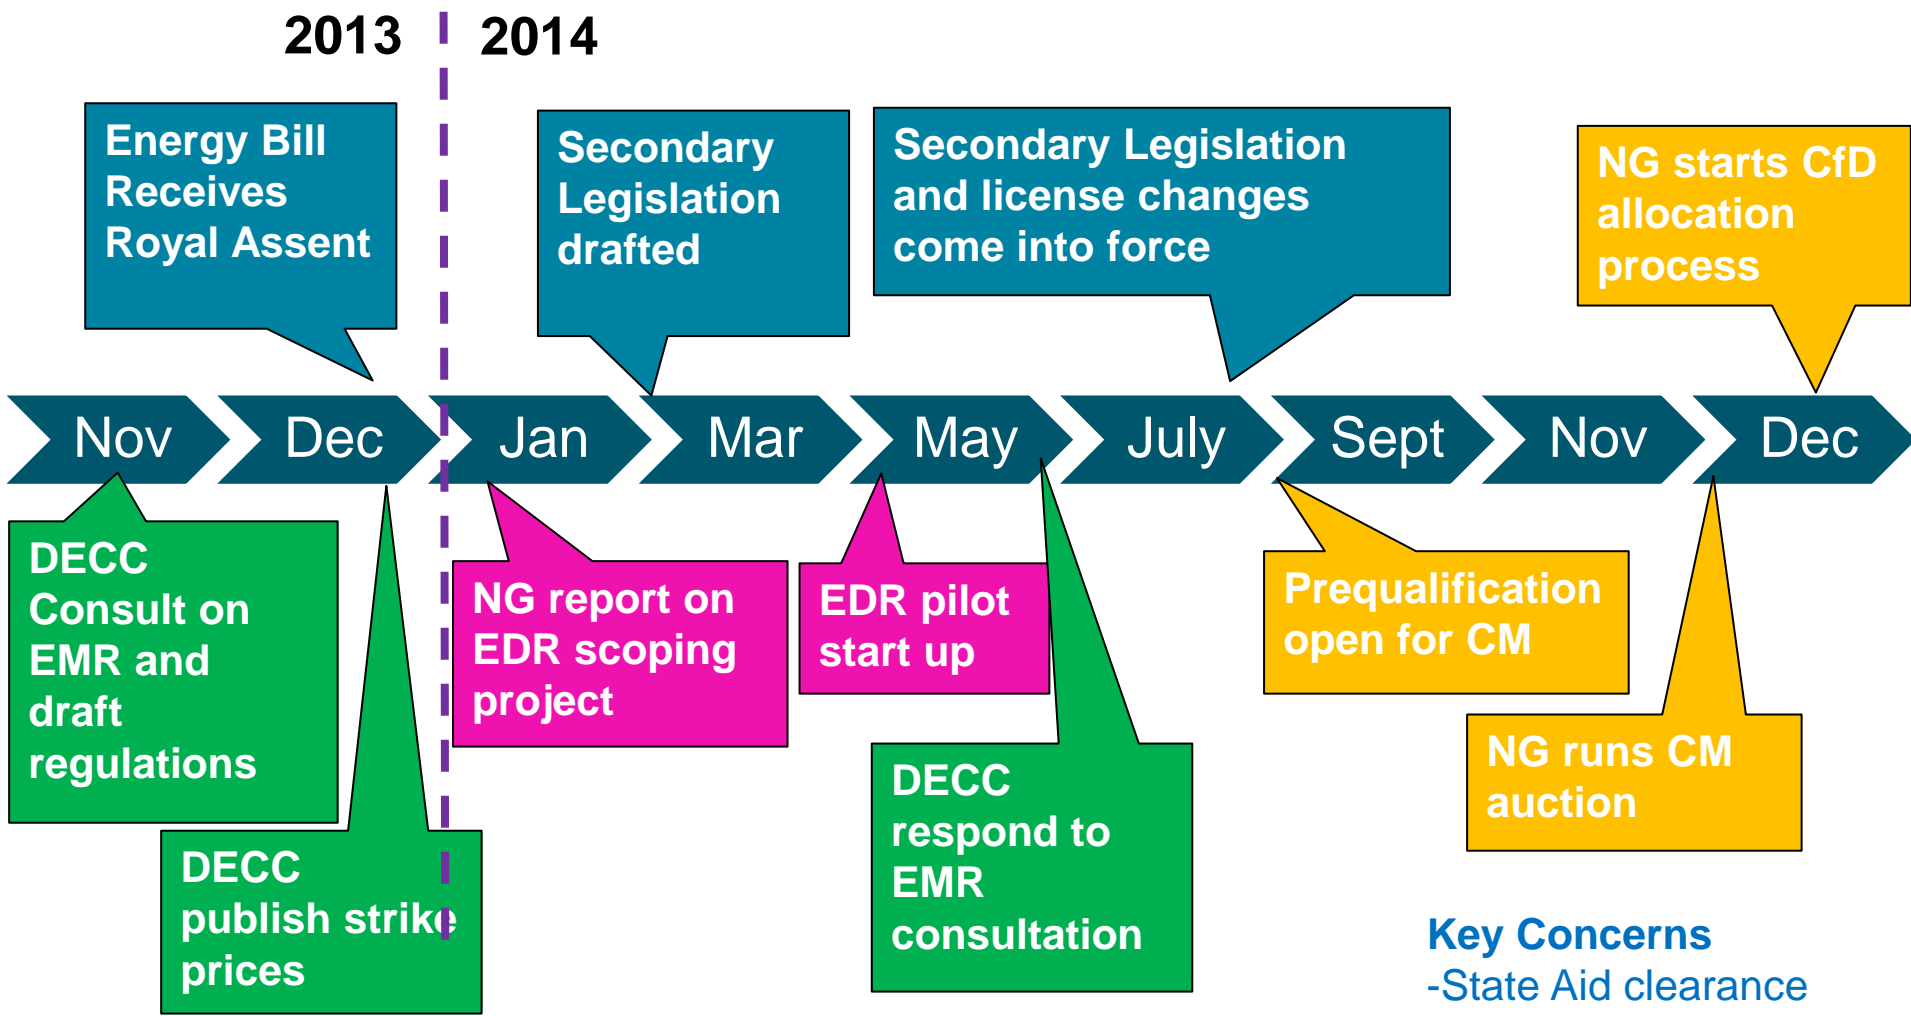 2013
2014
Energy Bill
Receives
Royal Assent
Secondary
Legislation
drafted
Secondary Legislation
and license changes
come into force
NG starts CfD
allocation
process
Nov
Dec
Jan
Mar
May
July
Sept
Nov
Dec
DECC
Consult on
EMR and
draft
regulations
DECC
publish strike
prices
NG report on
EDR scoping
project
EDR pilot
start up
DECC
respond to
EMR
consultation
Prequalification
open for CM
NG runs CM
auction
Key Concerns
-State Aid clearance